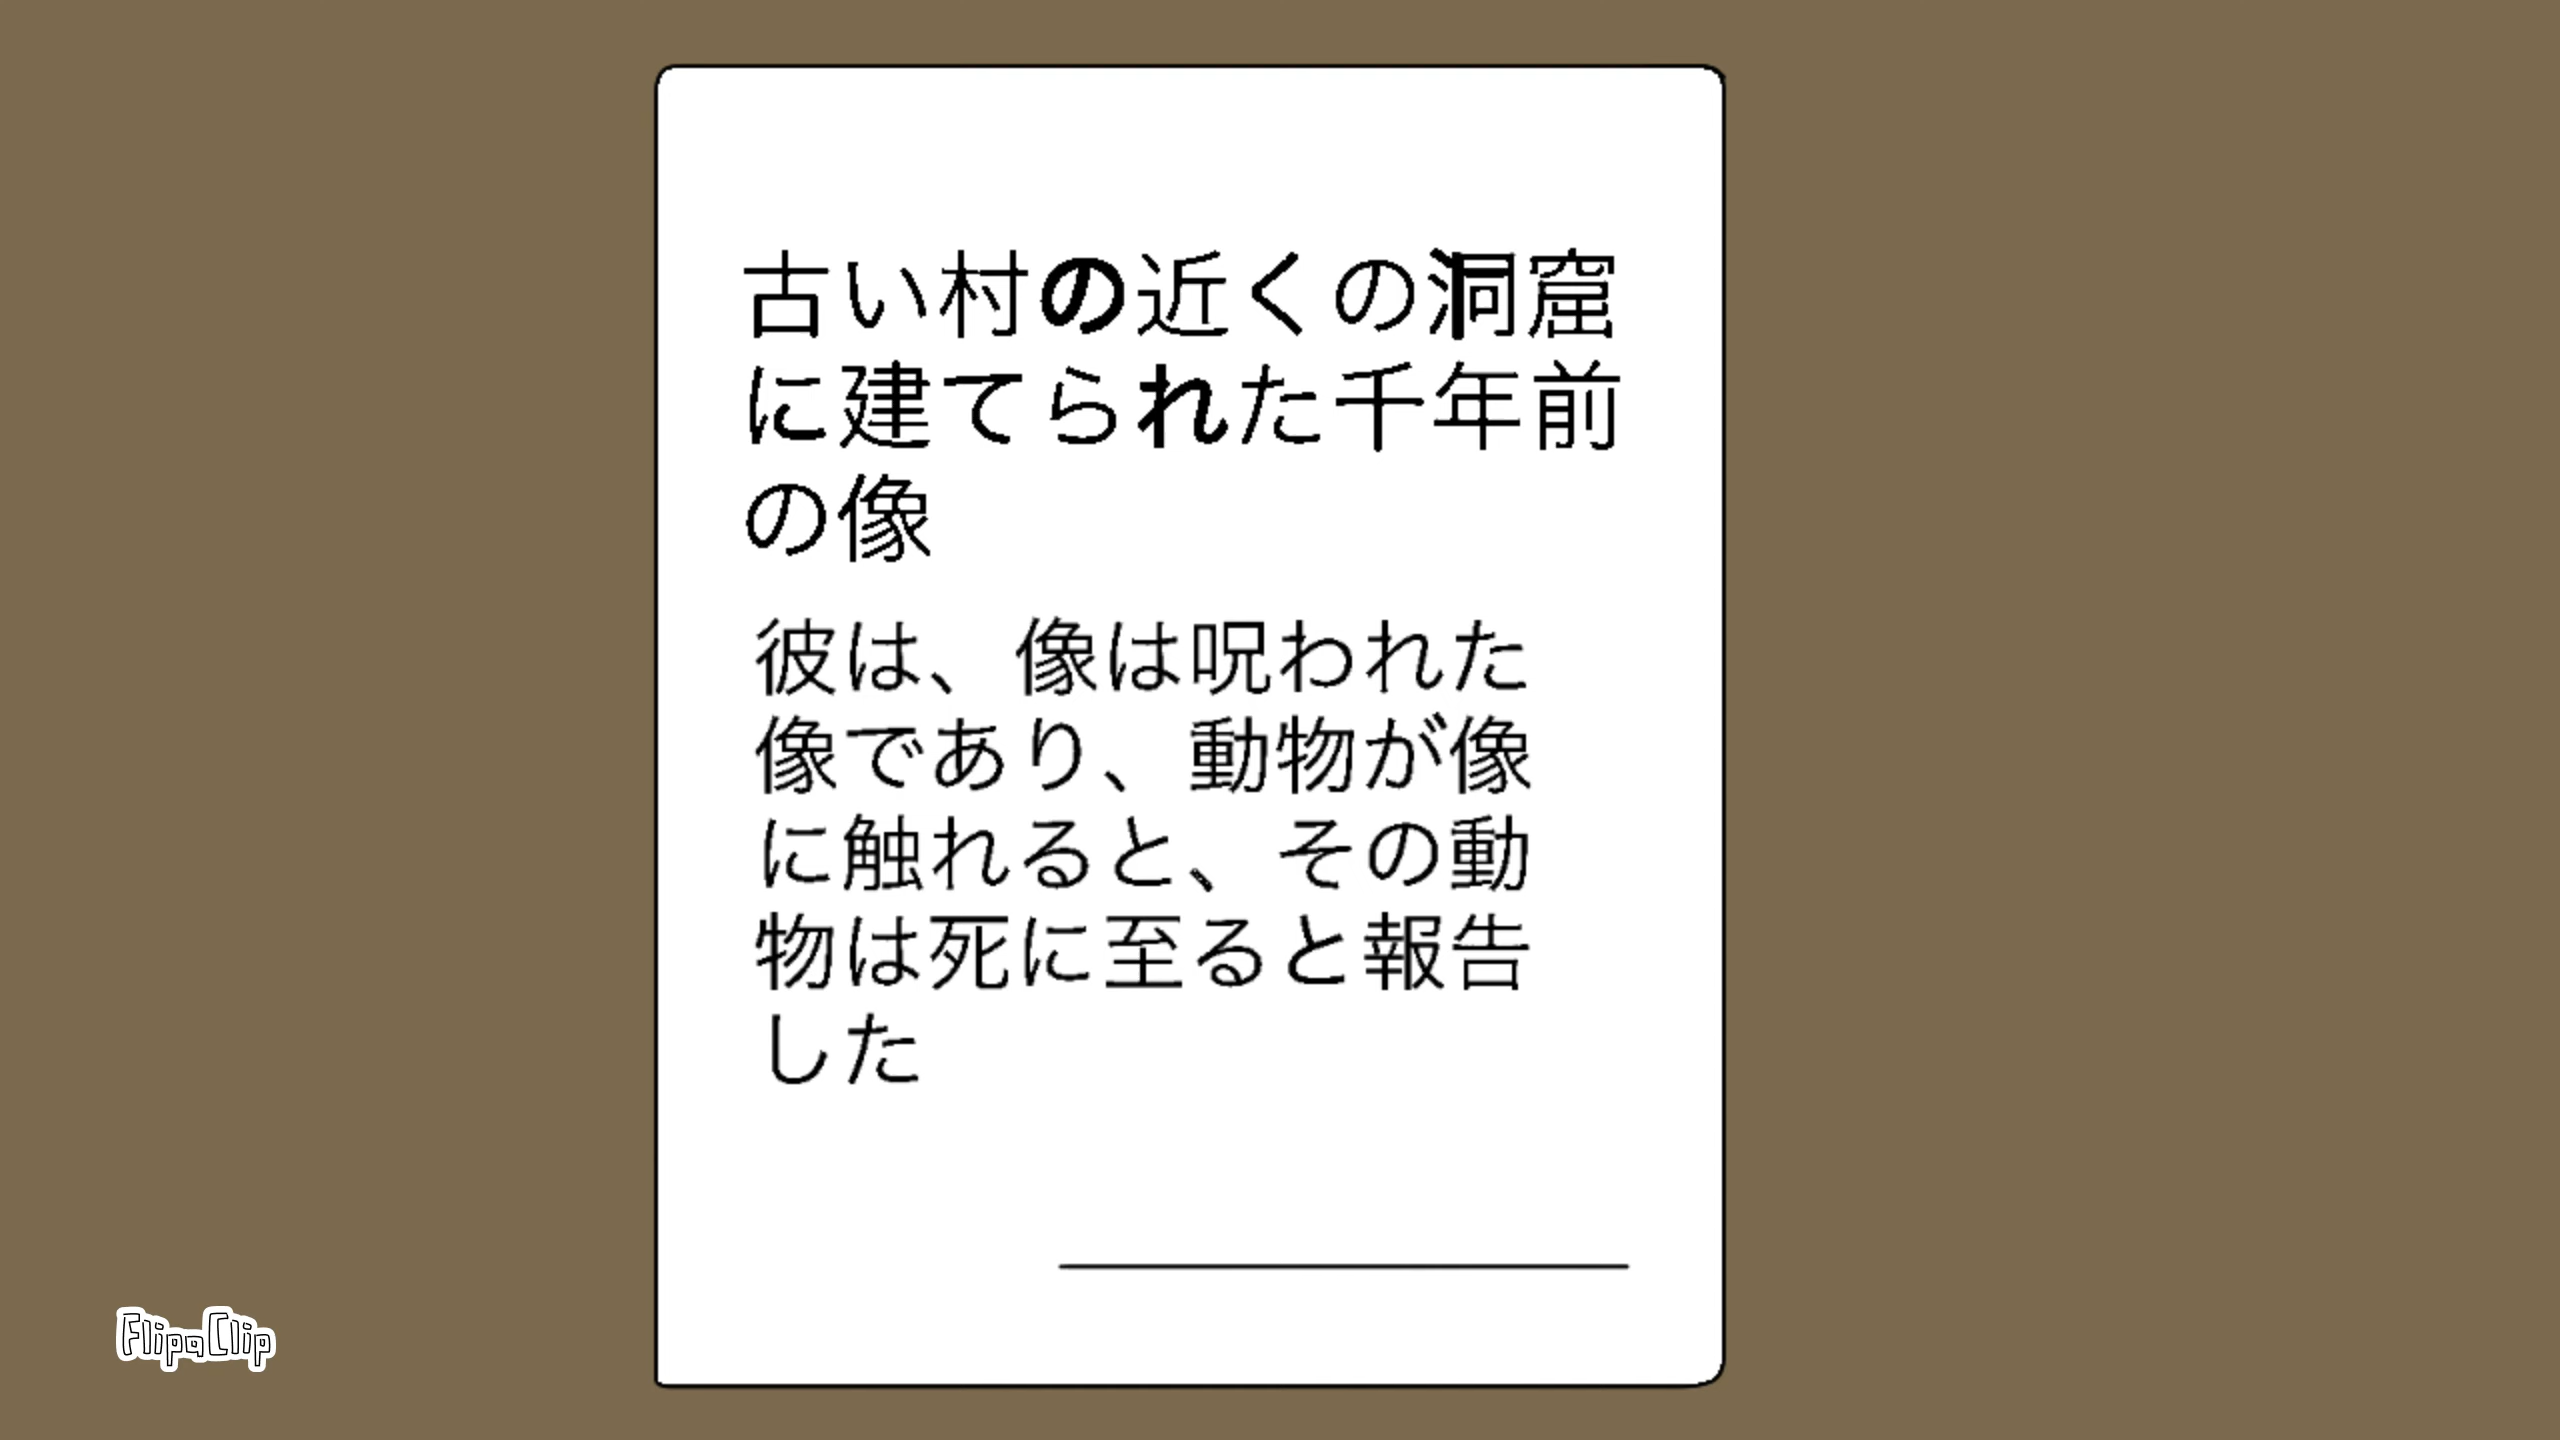 古い村の近くの洞窟
に建てられた千年前
の像
彼は、像は呪われた
像であり、動物が像
に触れると、その動
物は死に至ると報告
した
FlipaClip